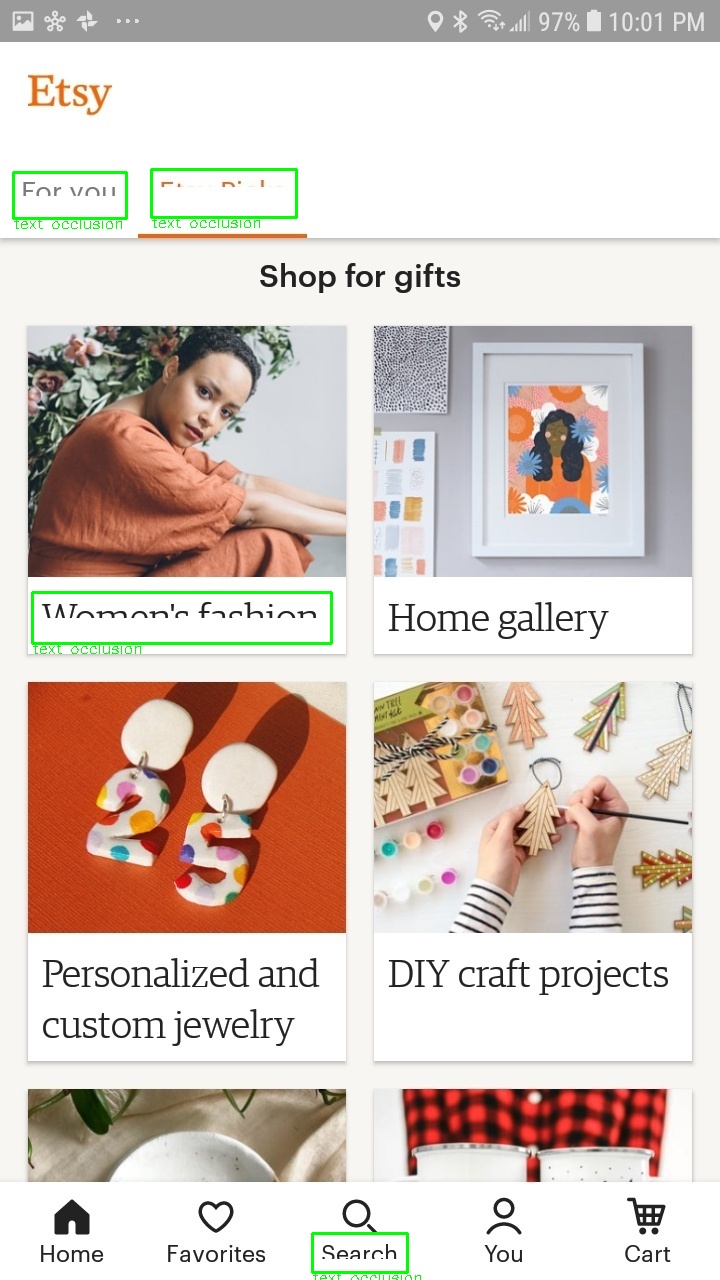 97% 10:01 PM
Etsy
For you
text occlusion
text occlusion
Shop for gifts
Women's fashion
text occlusion
Home gallery
Personalized and
custom jewelry
DIY craft projects
Home
Favorites
Search
You
Cart
text occlusion